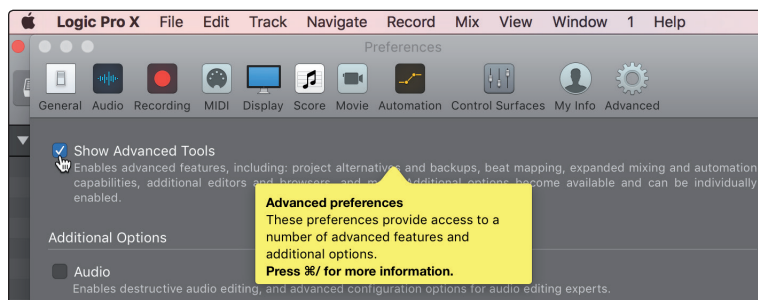 Logic Pro X File Edit Track Navigate Record Mix View Window 1 Help
Preferences
General Audio Recording MIDI Display Score Movie Automation Control Surfaces My Info Advanced
Show Advanced Tools
Enables advanced features, including: project alternatives and backups, beat mapping, expanded mixing and automation
capabilities, additional editors and browsers, and Additional options become available and can be individually
enabled.
Advanced preferences
These preferences provide access to a
number of advanced features and
additional options.
Press ⌘/ for more information.
Additional Options
Audio
Enables destructive audio editing, and advanced configuration options for audio editing experts.